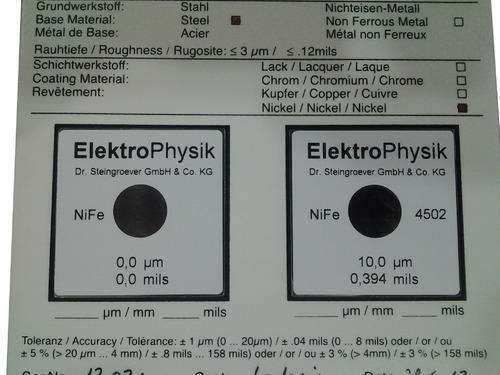 Grundwerkstoff: Stahl Nichteisen-Metall
Base Material: Steel Non Ferrous Metal
Métal de Base: Acier Métal non Ferreux
Rauhtiefe / Roughness / Rugosite: ≤ 3 µm / ≤ .12mils
Schichtwerkstoff: Lack / Lacquer / Laque
Coating Material: Chrom / Chromium / Chrome
Revêtement: Kupfer / Copper / Cuivre
Nickel / Nickel / Nickel
ElektroPhysik
Dr. Steingroever GmbH & Co. KG
NiFe
0,0 µm
0,0 mils
_____ µm / mm _____ mils
ElektroPhysik
Dr. Steingroever GmbH & Co. KG
NiFe 4502
10,0 µm
0,394 mils
_____ µm / mm _____ mils
Toleranz / Accuracy / Tolérance: ± 1 µm (0 ... 20µm) / ± .04 mils (0 ... 8 mils) oder / or / ou
± 5 % (> 20 µm ... 4 mm) / ± .8 mils ... 158 mils) oder / or / ou ± 3 % (> 4mm) / ± 3 % (> 158 mils)